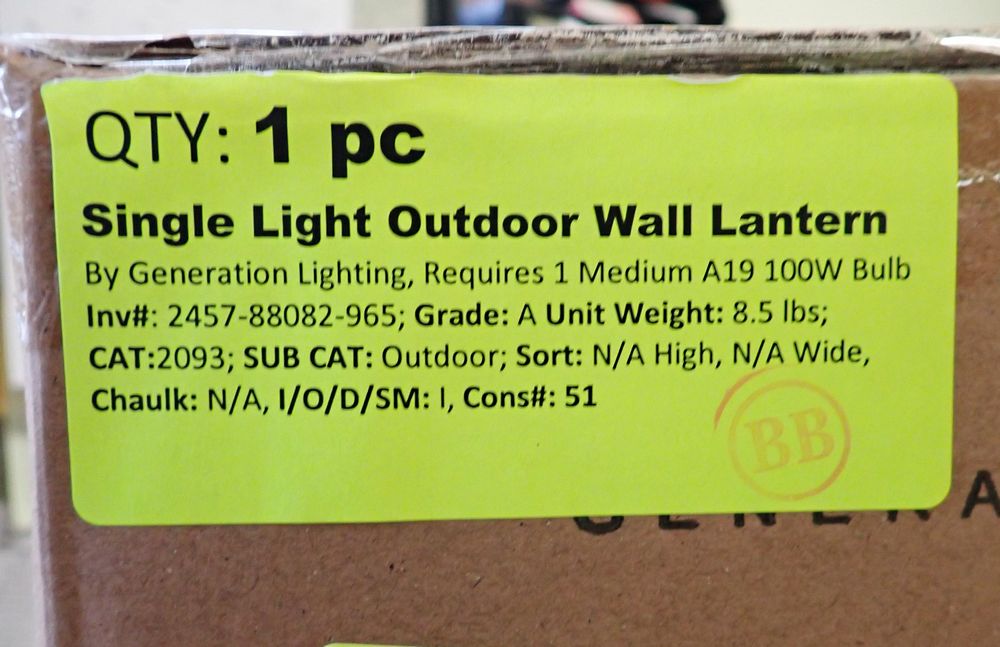 QTY: 1 pc
Single Light Outdoor Wall Lantern
By Generation Lighting, Requires 1 Medium A19 100W Bulb
Inv#: 2457-88082-965; Grade: A Unit Weight: 8.5 lbs;
CAT:2093; SUB CAT: Outdoor; Sort: N/A High, N/A Wide,
Chaulk: N/A, I/O/D/SM: I, Cons#: 51
BB